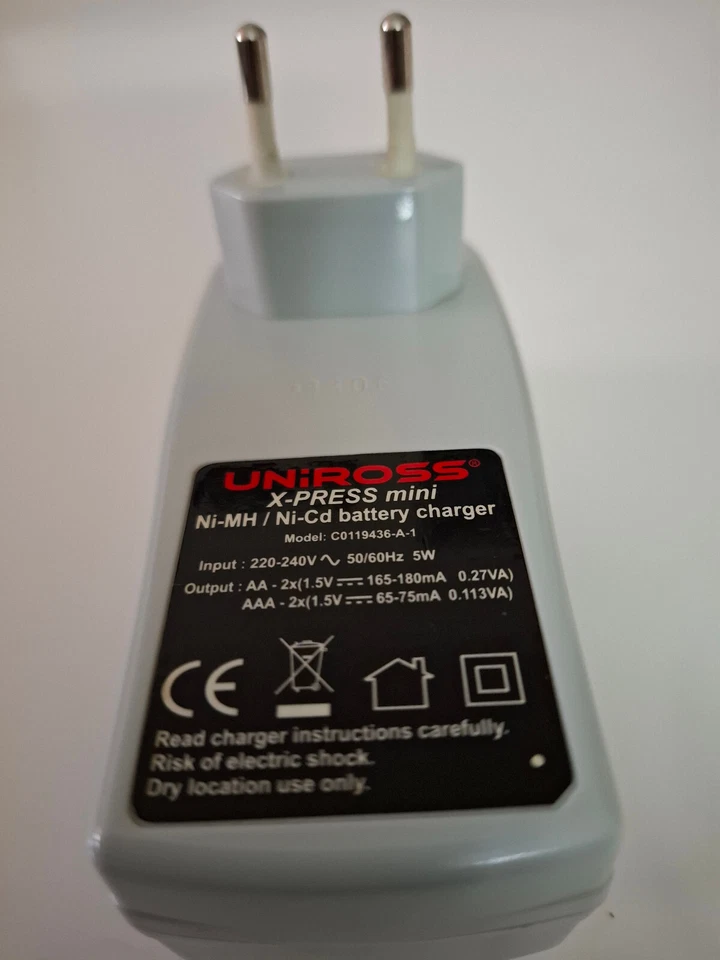 UNiROSS®
X-PRESS mini
Ni-MH / Ni-Cd battery charger
Model: C0119436-A-1
Input : 220-240V ∿ 50/60Hz 5W
Output : AA - 2x(1.5V ⎓ 165-180mA 0.27VA)
AAA - 2x(1.5V ⎓ 65-75mA 0.113VA)
CE
Read charger instructions carefully.
Risk of electric shock.
Dry location use only.